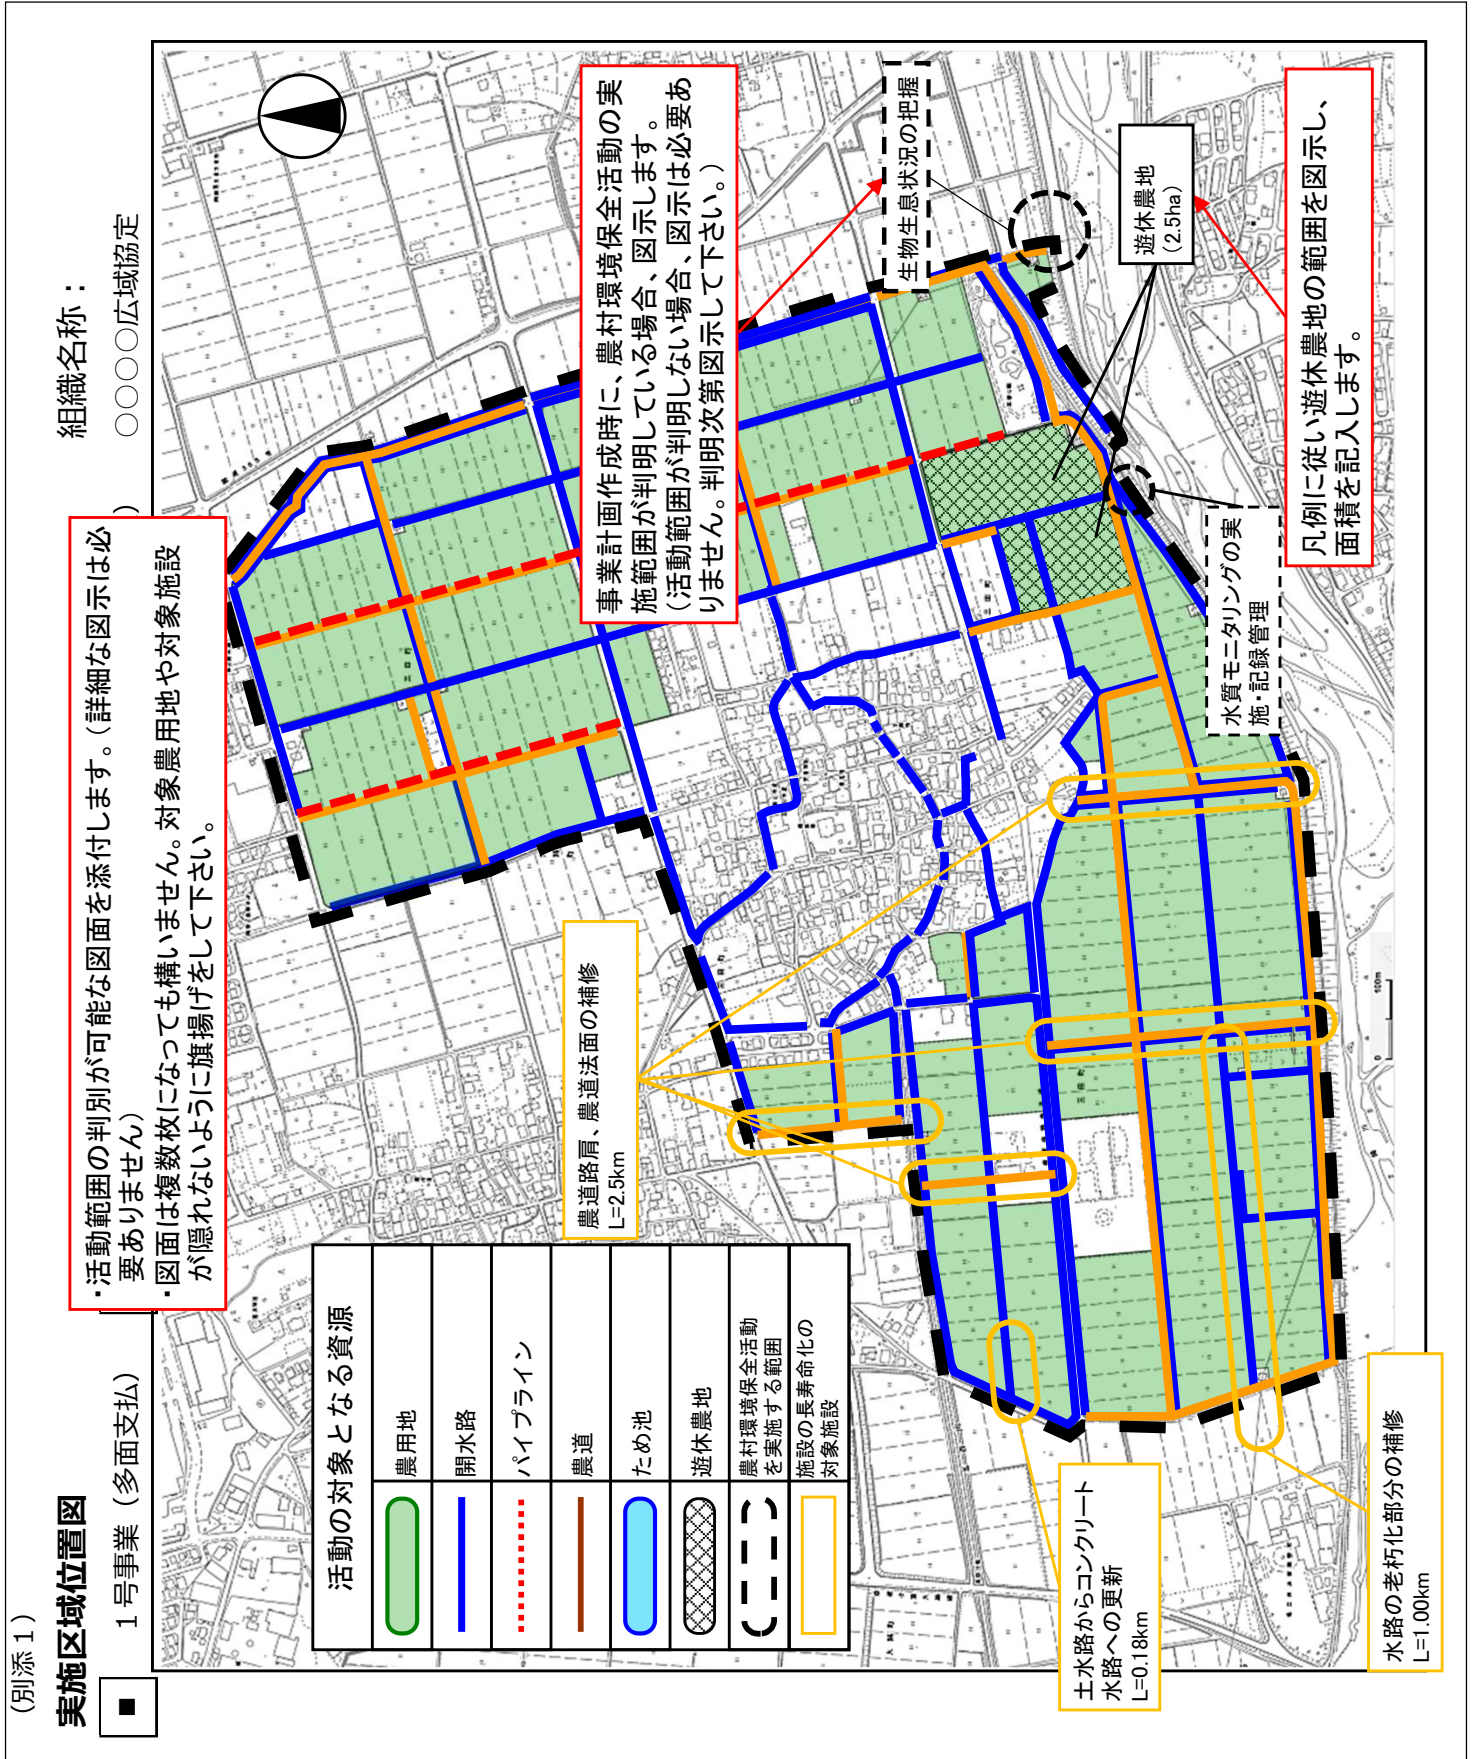 （別添１）
実施区域位置図
組織名称：
■
１号事業（多面支払）
）
○○○○広域協定
・活動範囲の判別が可能な図面を添付します。（詳細な図示は必
要ありません）
・図面は複数枚になっても構いません。対象農用地や対象施設
が隠れないように旗揚げをして下さい。
事業計画作成時に、農村環境保全活動の実
施範囲が判明している場合、図示します。
（活動範囲が判明しない場合、図示は必要あ
りません。判明次第図示して下さい。）
生物生息状況の把握
遊休農地
（2.5ha）
凡例に従い遊休農地の範囲を図示し、
面積を記入します。
水質モニタリングの実
施・記録管理
農道路肩、農道法面の補修
L=2.5km
活動の対象となる資源
農用地
開水路
パイプライン
農道
ため池
遊休農地
農村環境保全活動
を実施する範囲
施設の長寿命化の
対象施設
土水路からコンクリート
水路への更新
L=0.18km
水路の老朽化部分の補修
L=1.00km
0
100m